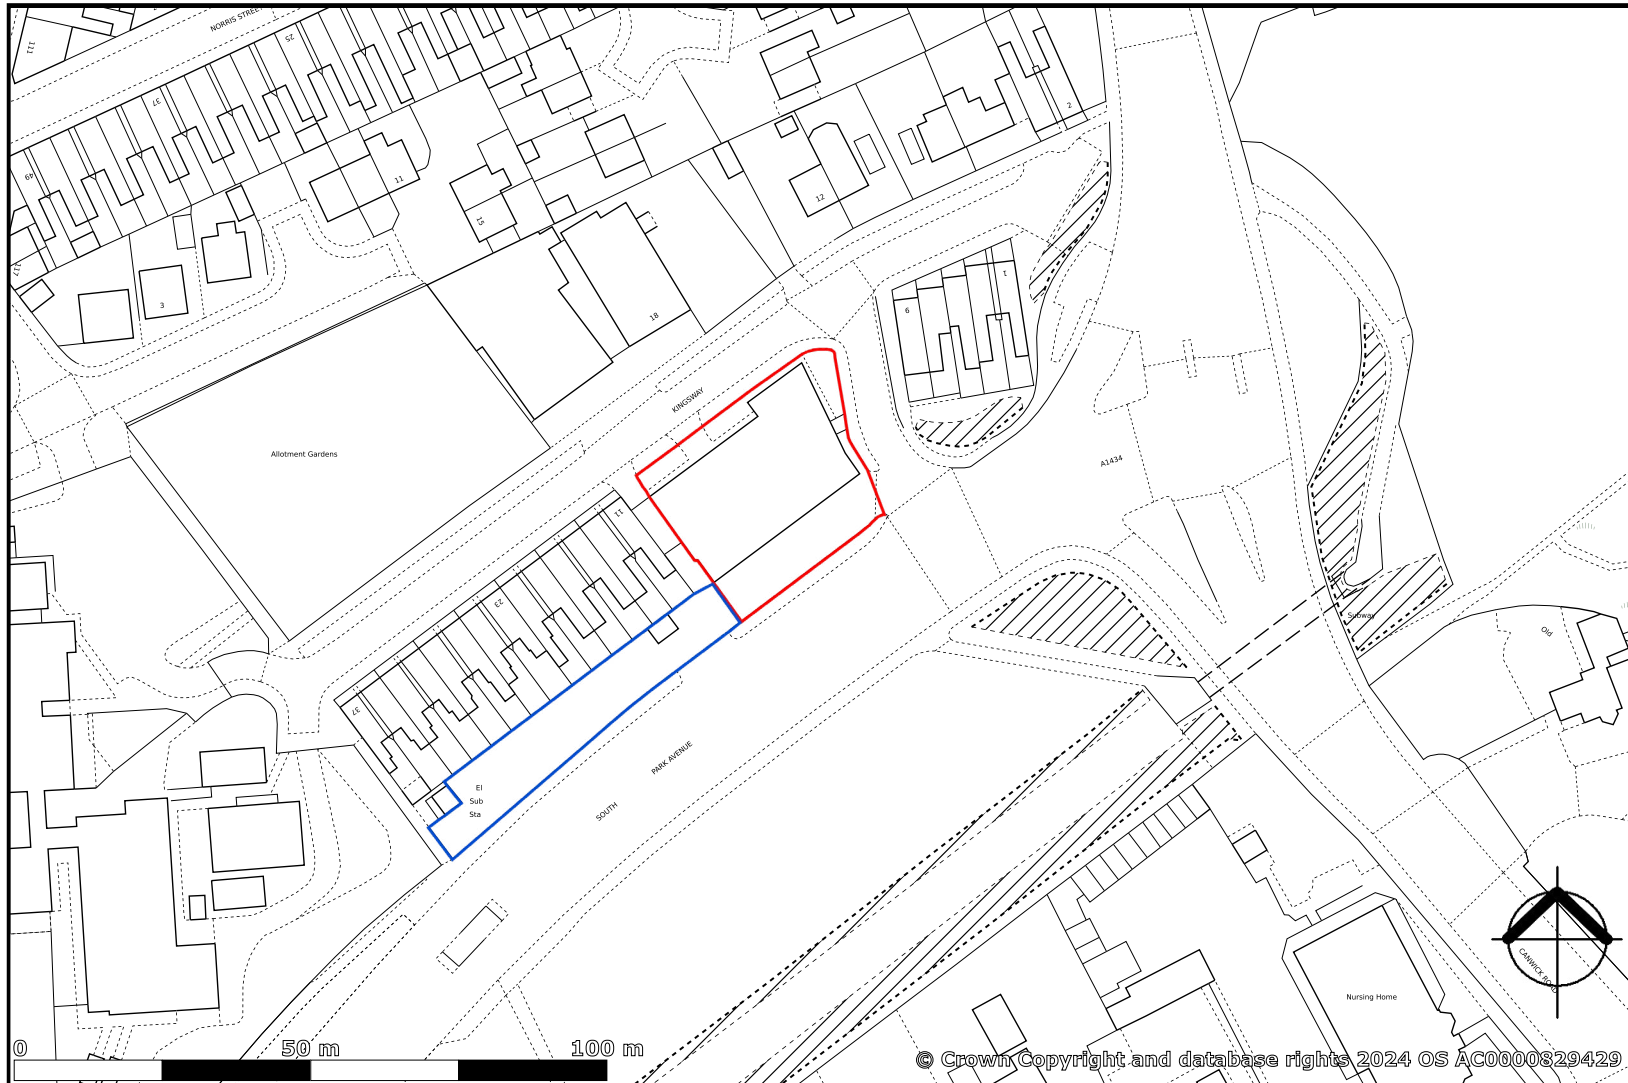 NORRIS STREET
111
25
37
49
117
3
11
15
12
2
18
1
6
KINGSWAY
Allotment Gardens
A1434
11
23
37
El
Sub
Sta
PARK AVENUE
SOUTH
Subway
Old
CANWICK ROAD
Nursing Home
0 50 m 100 m
© Crown Copyright and database rights 2024 OS AC0000829429